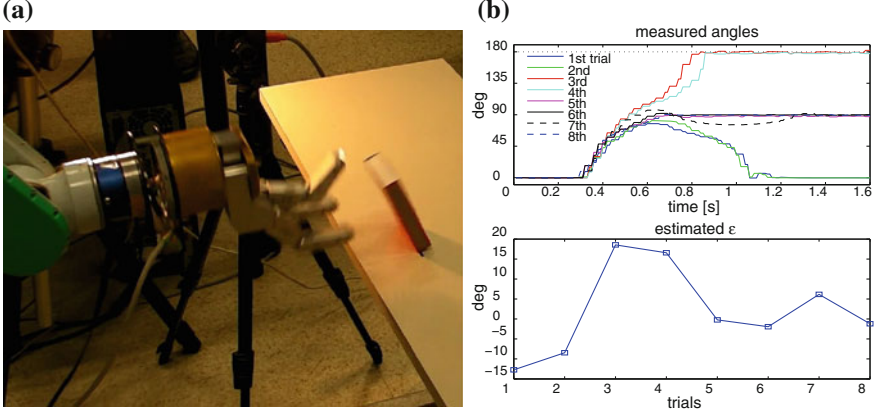 (a)
(b)
measured angles
180
135
90
45
0
deg
1st trial
2nd
3rd
4th
5th
6th
7th
8th
0 0.2 0.4 0.6 0.8 1 1.2 1.4 1.6
time [s]
estimated ε
20
15
10
5
0
−5
−10
−15
deg
1 2 3 4 5 6 7 8
trials